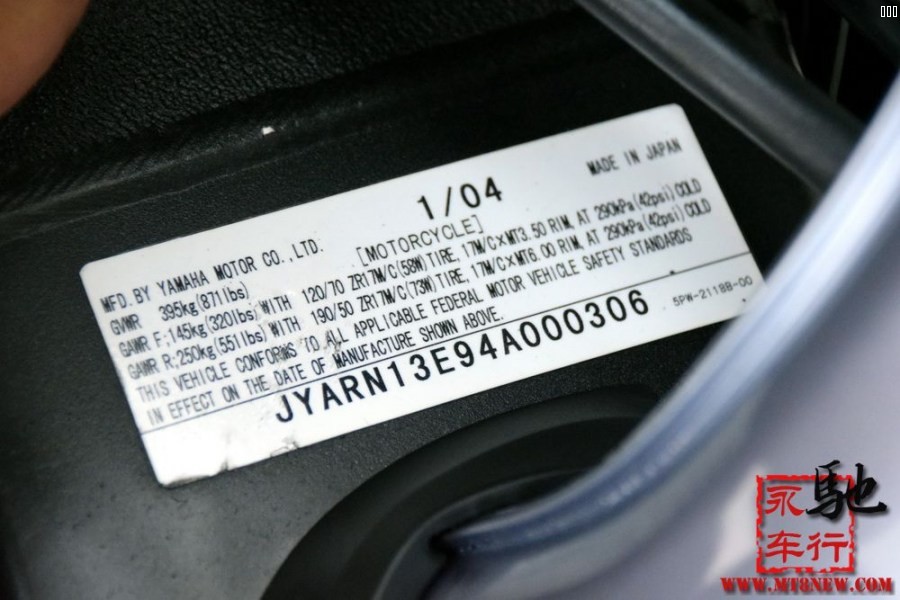 1/04
MADE IN JAPAN
MFD. BY YAMAHA MOTOR CO., LTD. [MOTORCYCLE]
GVWR 395kg(871lbs)
GAWR F;145kg(320lbs)WITH 120/70 ZR17M/C(58W)TIRE, 17M/C×MT3.50 RIM, AT 290kPa(42psi)COLD
GAWR R;250kg(551lbs)WITH 190/50 ZR17M/C(73W)TIRE, 17M/C×MT6.00 RIM, AT 290kPa(42psi)COLD
THIS VEHICLE CONFORMS TO ALL APPLICABLE FEDERAL MOTOR VEHICLE SAFETY STANDARDS
IN EFFECT ON THE DATE OF MANUFACTURE SHOWN ABOVE.
5PW-2118B-00
JYARN13E94A000306
永馳
车行
WWW.MT8NEW.COM